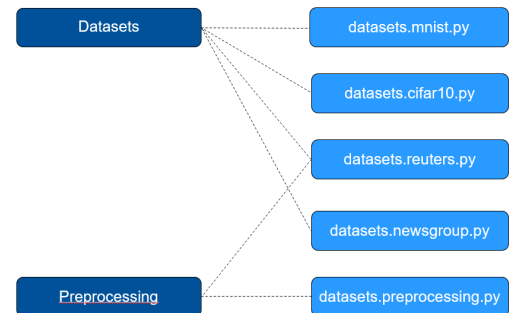 Datasets
datasets.mnist.py
datasets.cifar10.py
datasets.reuters.py
datasets.newsgroup.py
Preprocessing
datasets.preprocessing.py